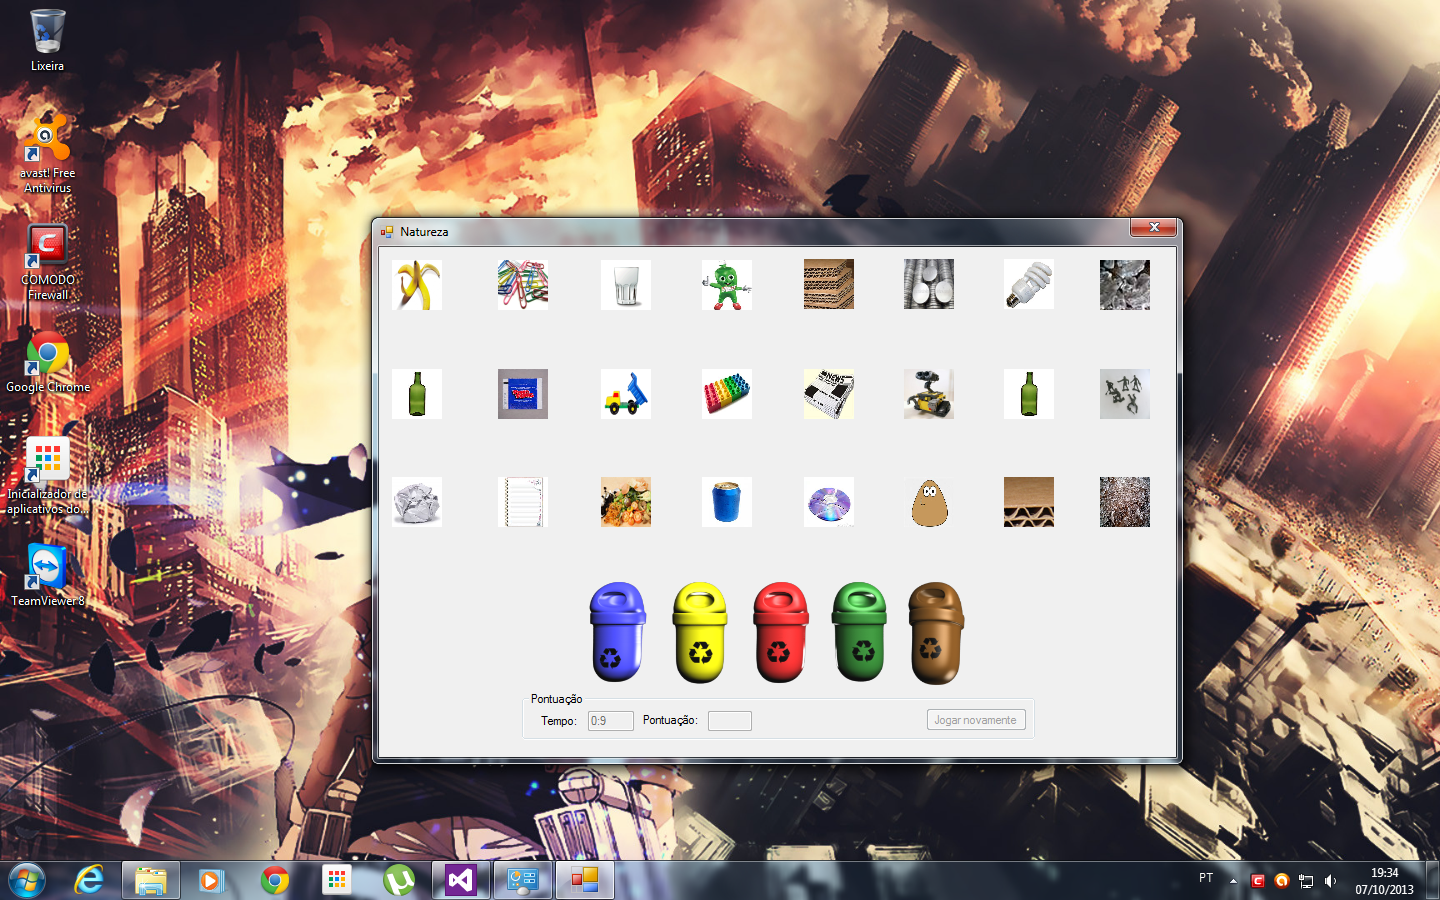 Lixeira
avast! Free
Antivirus
COMODO
Firewall
Google Chrome
Inicializador de
aplicativos do...
TeamViewer 8
Natureza
NEWS
Pontuação
Tempo:
0:9
Pontuação:
Jogar novamente
PT
19:34
07/10/2013